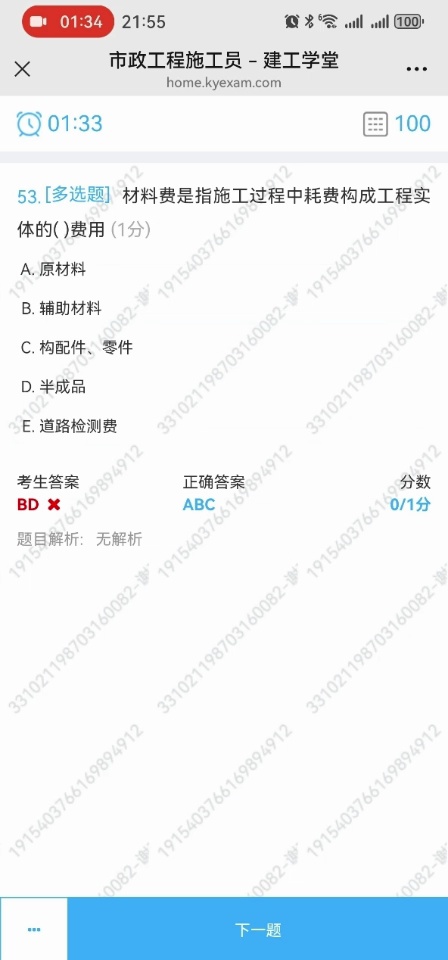 01:34 21:55 6 100
市政工程施工员 – 建工学堂
home.kyexam.com
01:33 100
53.[多选题] 材料费是指施工过程中耗费构成工程实
体的( )费用 (1分)
A. 原材料
B. 辅助材料
C. 构配件、零件
D. 半成品
E. 道路检测费
考生答案 正确答案 分数
BD ABC 0/1分
题目解析: 无解析
下一题
1915403766169894912
331021198703160082-